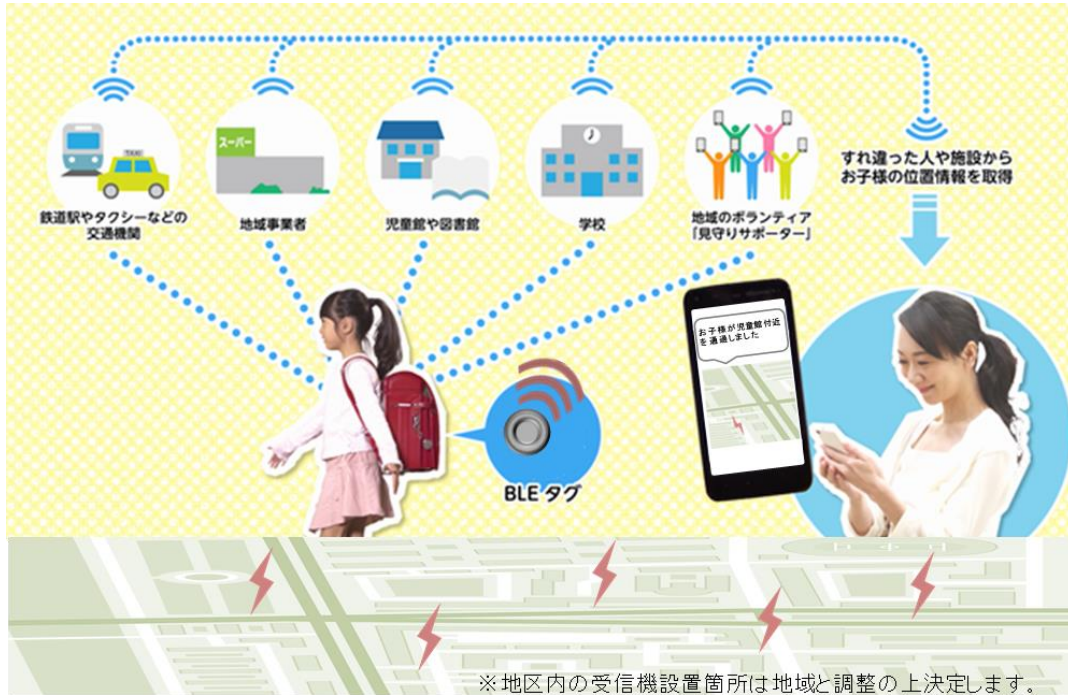 TAXI
スーパー
鉄道駅やタクシーなどの
交通機関
地域事業者
児童館や図書館
学校
地域のボランティア
「見守りサポーター」
すれ違った人や施設から
お子様の位置情報を取得
お子様が児童館付近
を通過しました
BLE タグ
※地区内の受信機設置箇所は地域と調整の上決定します。